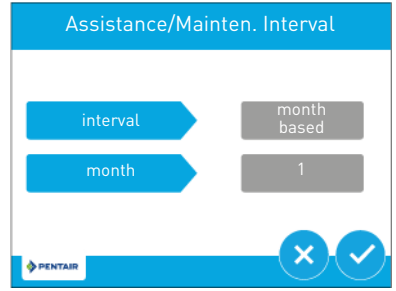 Assistance/Mainten. Interval
interval
month
based
month
1
PENTAIR